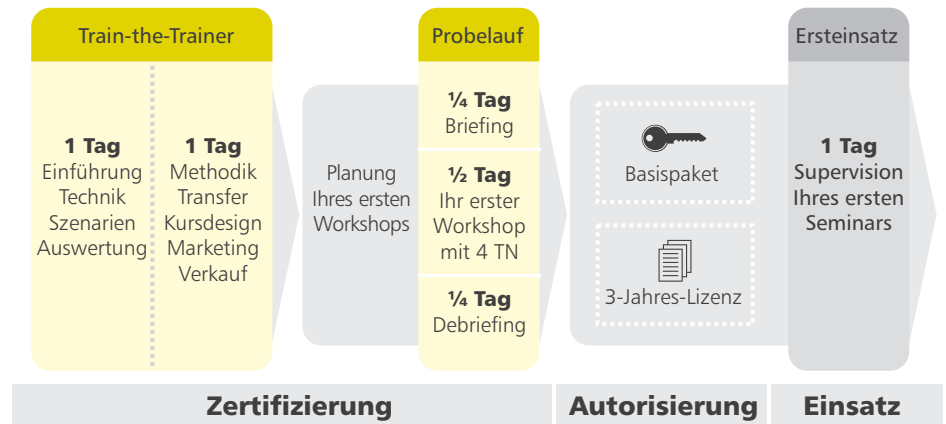 Train-the-Trainer
1 Tag
Einführung
Technik
Szenarien
Auswertung
1 Tag
Methodik
Transfer
Kursdesign
Marketing
Verkauf
Planung
Ihres ersten
Workshops
Probelauf
¼ Tag
Briefing
½ Tag
Ihr erster
Workshop
mit 4 TN
¼ Tag
Debriefing
Basispaket
3-Jahres-Lizenz
Ersteinsatz
1 Tag
Supervision
Ihres ersten
Seminars
Zertifizierung
Autorisierung
Einsatz